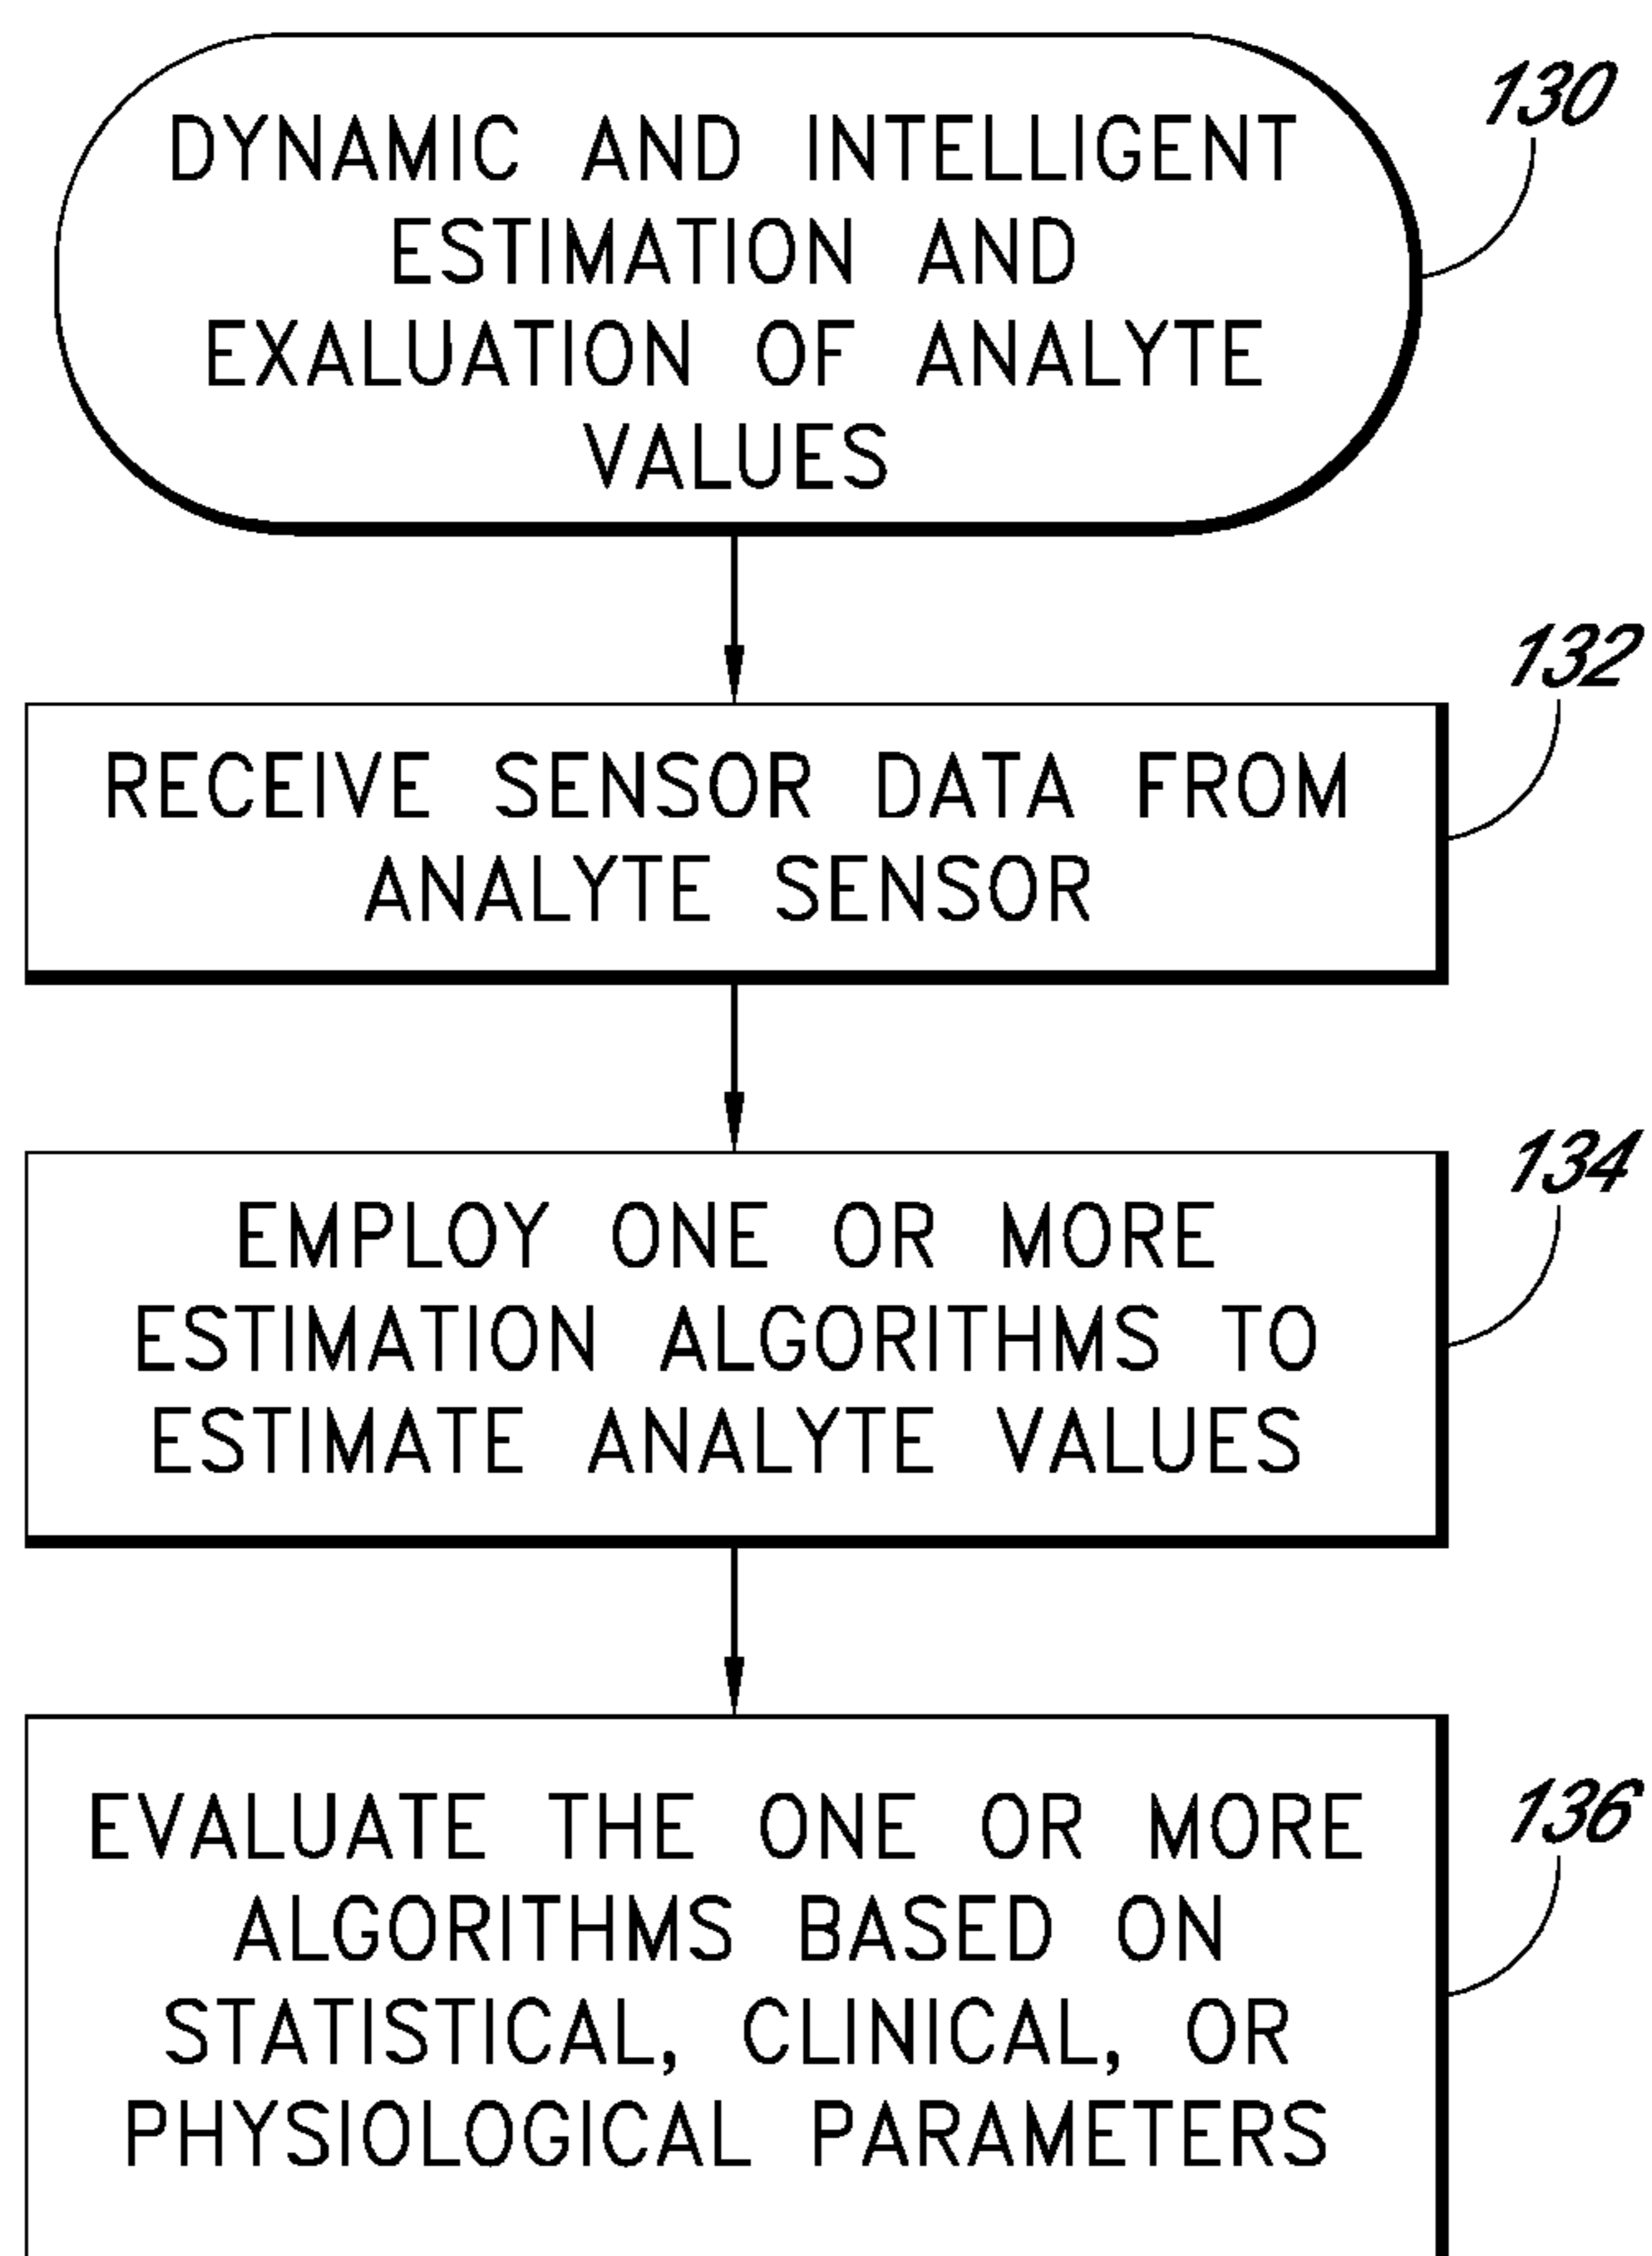 130
DYNAMIC AND INTELLIGENT
ESTIMATION AND
EXALUATION OF ANALYTE
VALUES
132
RECEIVE SENSOR DATA FROM
ANALYTE SENSOR
134
EMPLOY ONE OR MORE
ESTIMATION ALGORITHMS TO
ESTIMATE ANALYTE VALUES
136
EVALUATE THE ONE OR MORE
ALGORITHMS BASED ON
STATISTICAL, CLINICAL, OR
PHYSIOLOGICAL PARAMETERS